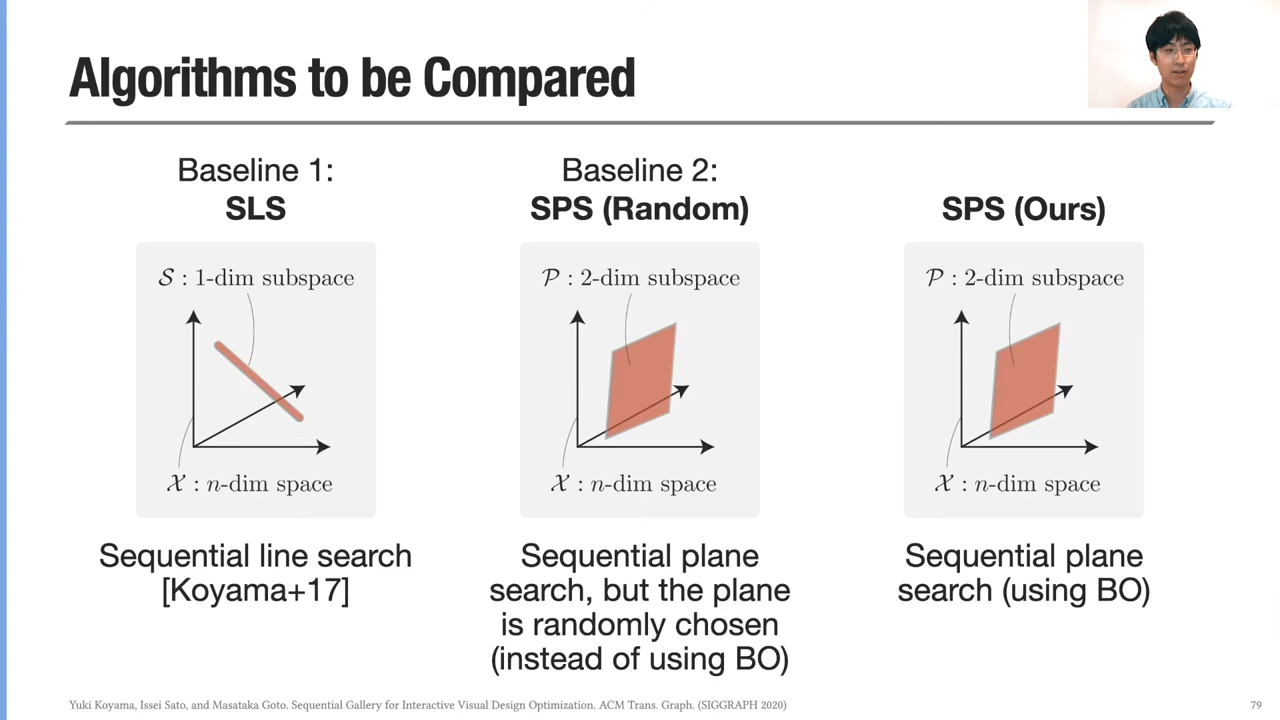 Algorithms to be Compared
Baseline 1:
SLS
𝒮 : 1-dim subspace
𝒳 : n-dim space
Sequential line search
[Koyama+17]
Baseline 2:
SPS (Random)
𝒫 : 2-dim subspace
𝒳 : n-dim space
Sequential plane
search, but the plane
is randomly chosen
(instead of using BO)
SPS (Ours)
𝒫 : 2-dim subspace
𝒳 : n-dim space
Sequential plane
search (using BO)
Yuki Koyama, Issei Sato, and Masataka Goto. Sequential Gallery for Interactive Visual Design Optimization. ACM Trans. Graph. (SIGGRAPH 2020)
79